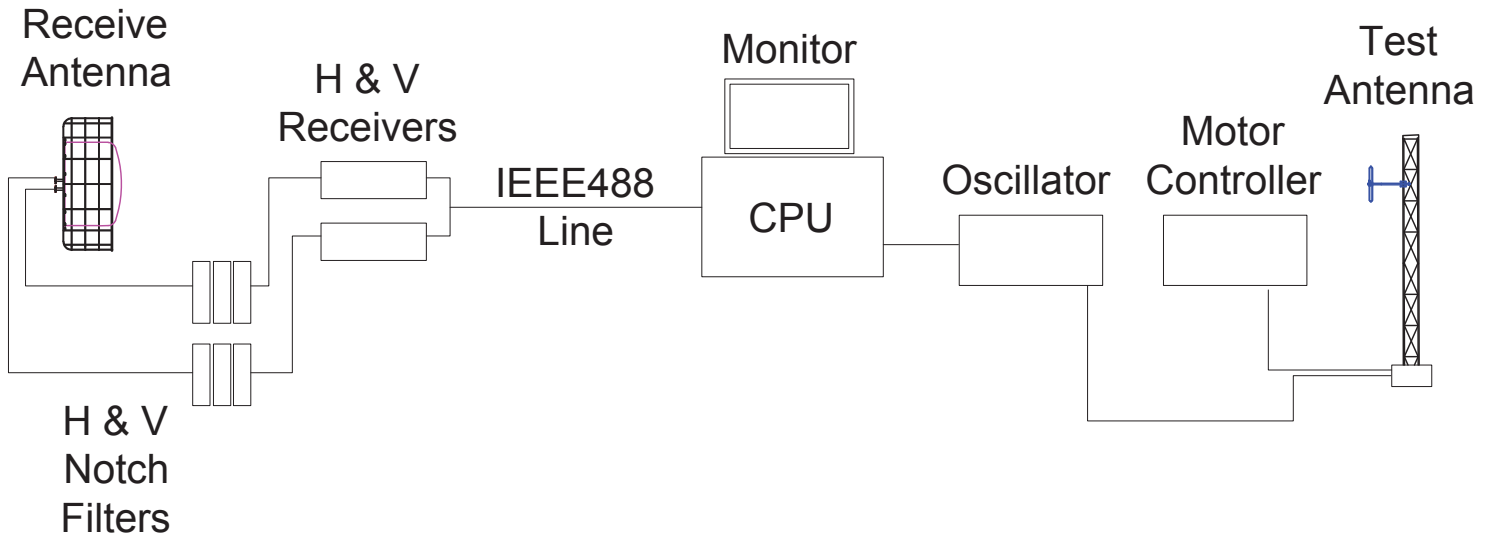 Receive
Antenna
H & V
Receivers
IEEE488
Line
Monitor
CPU
Oscillator
Motor
Controller
Test
Antenna
H & V
Notch
Filters